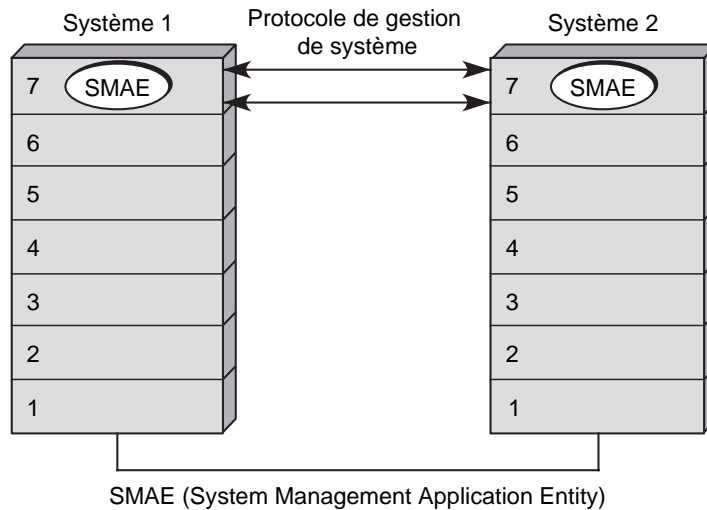 Système 1
Protocole de gestion
de système
Système 2
7 SMAE
7 SMAE
6
6
5
5
4
4
3
3
2
2
1
1
SMAE (System Management Application Entity)